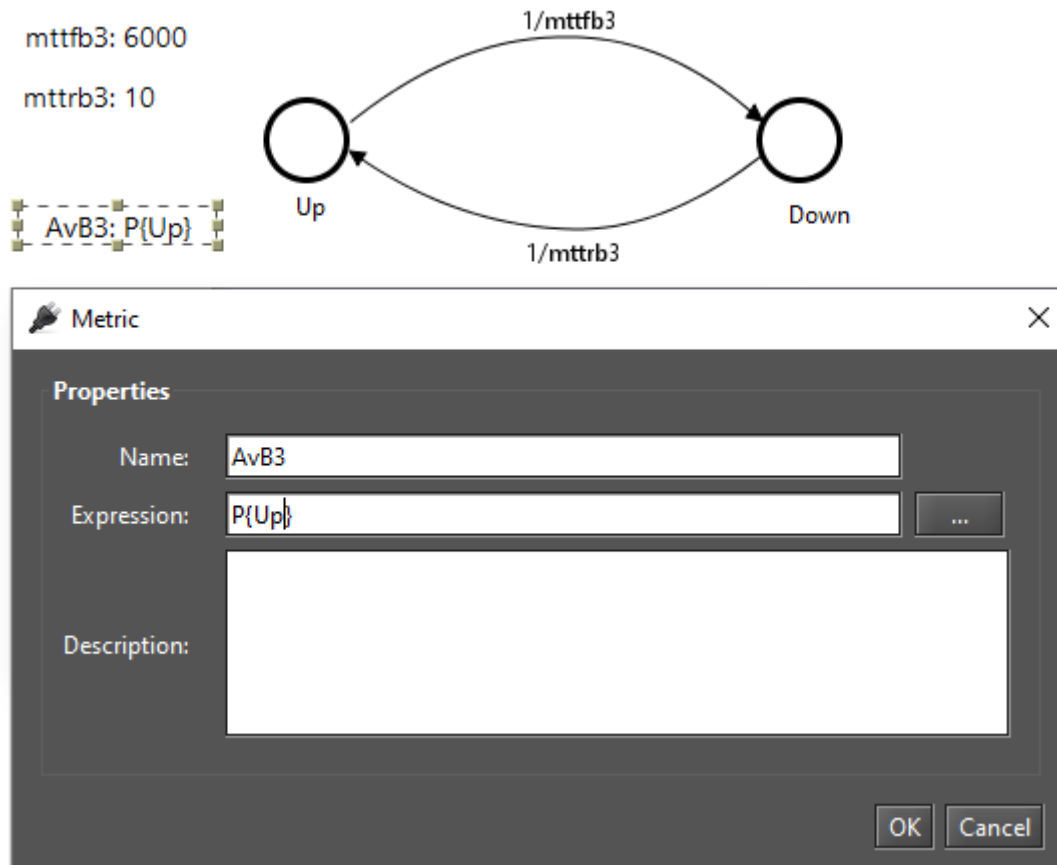 1/mttfb3
mttfb3: 6000
mttrb3: 10
Up
Down
AvB3: P{Up}
1/mttrb3
Metric
Properties
Name:
AvB3
Expression:
P{Up}
...
Description:
OK
Cancel